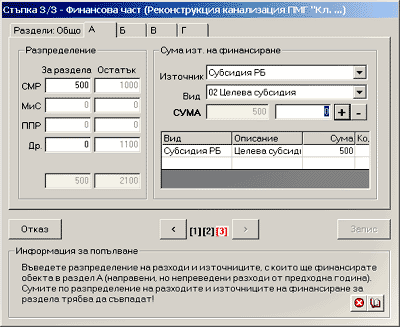 Стъпка 3/3 - Финансова част (Реконструкция канализация ПМГ "Кл. ...)
Раздели: Общо А Б В Г
Разпределение
За раздела Остатък
СМР 500 1000
МиС 0 0
ППР 0 0
Др. 0 1100
500 2100
Сума изт. на финансиране
Източник Субсидия РБ
Вид 02 Целева субсидия
СУМА 500 0 + -
Вид Описание Сума Ко,
Субсидия РБ Целева субсиди 500
Отказ < [1][2][3] > Запис
Информация за попълване
Въведете разпределение на разходи и източниците, с които ще финансирате
обекта в раздел А (направени, но непреведени разходи от предходна година).
Сумите по разпределение на разходите и източниците на финансиране за
раздела трябва да съвпадат!